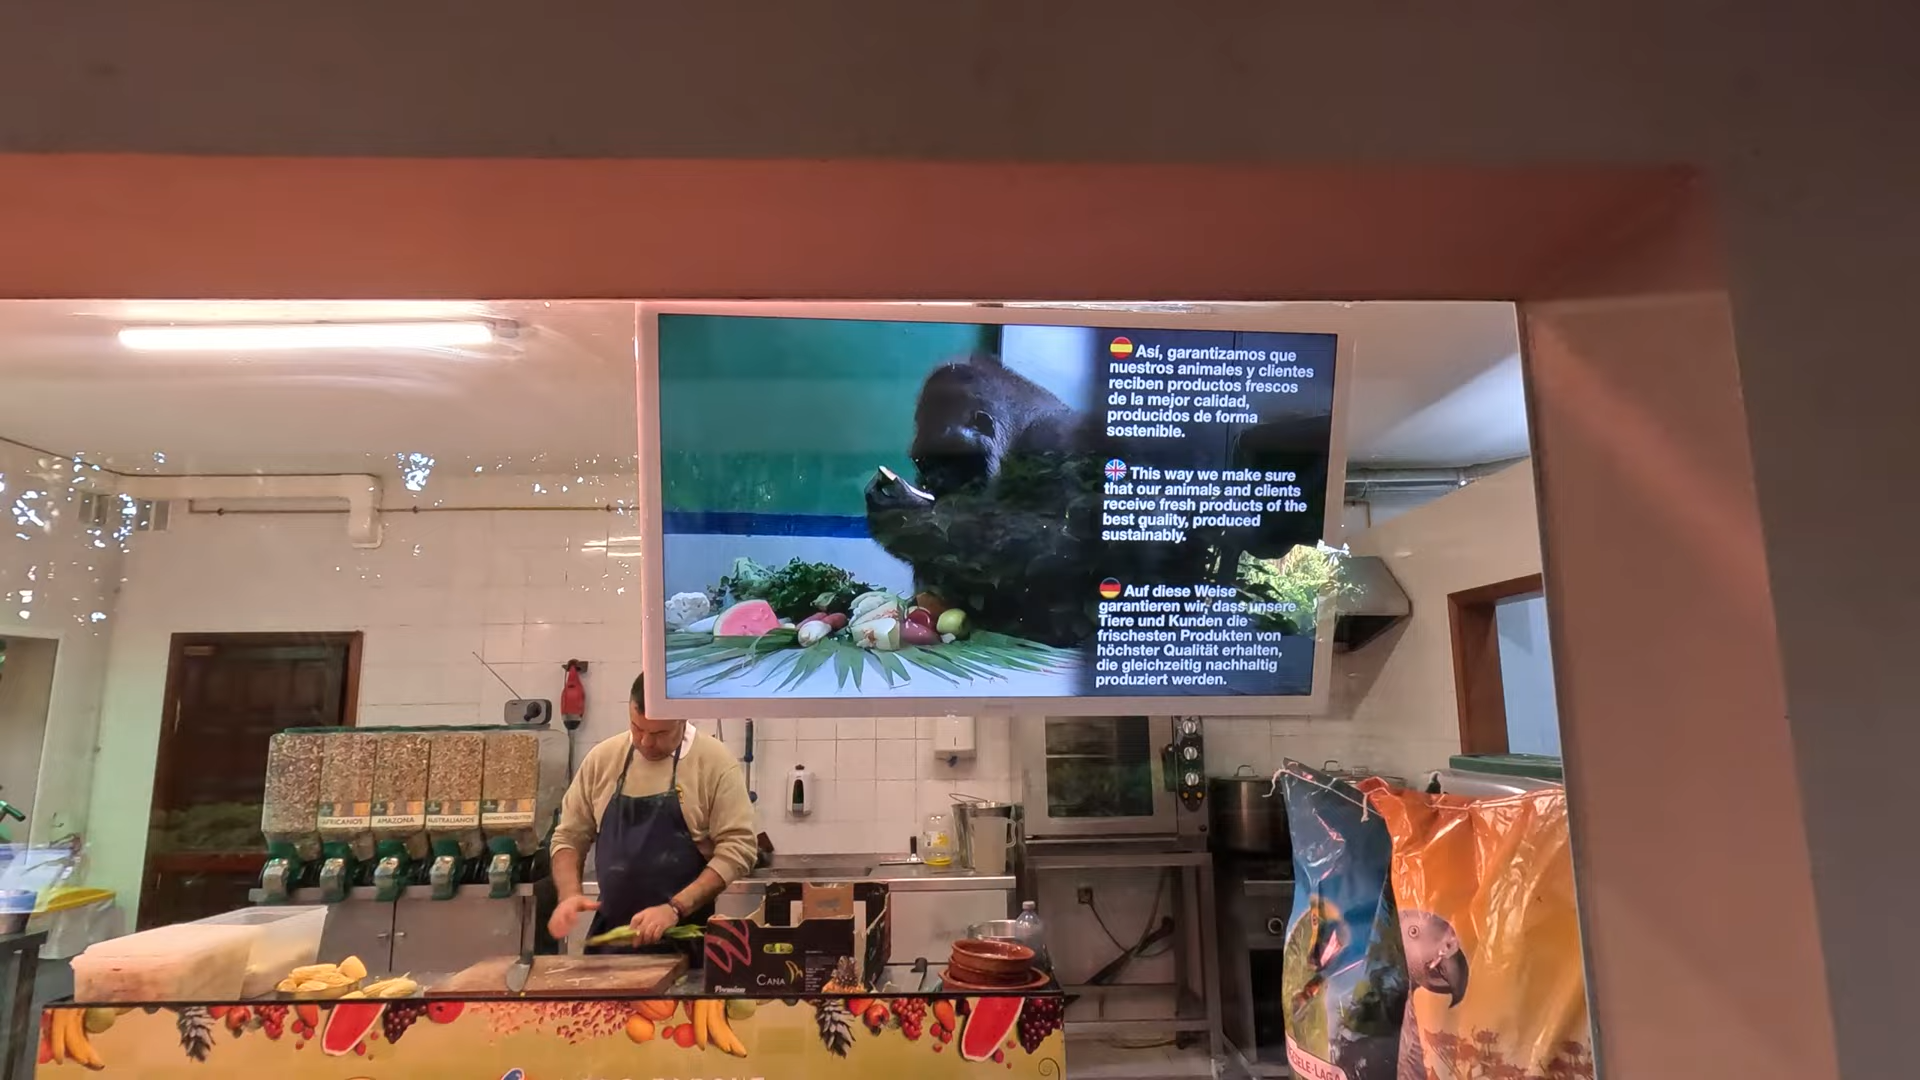 Así, garantizamos que
nuestros animales y clientes
reciben productos frescos
de la mejor calidad,
producidos de forma
sostenible.
This way we make sure
that our animals and clients
receive fresh products of the
best quality, produced
sustainably.
Auf diese Weise
garantieren wir, dass unsere
Tiere und Kunden die
frischesten Produkten von
höchster Qualität erhalten,
die gleichzeitig nachhaltig
produziert werden.
AFRICANOS
AMAZONA
AUSTRALIANOS
CANA
Premium